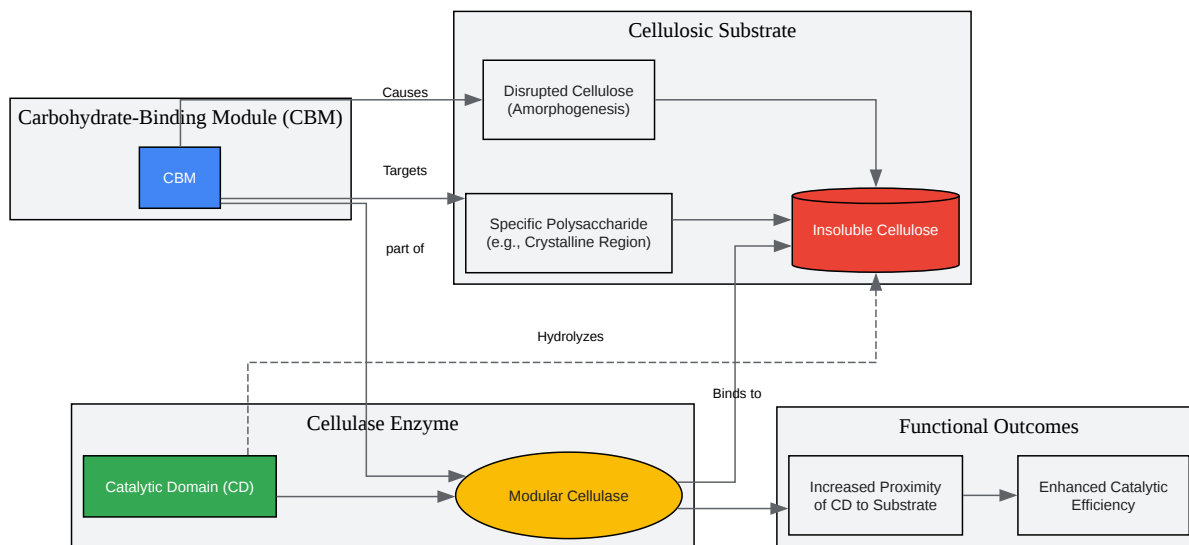 Cellulosic Substrate
Causes
Disrupted Cellulose
(Amorphogenesis)
Carbohydrate-Binding Module (CBM)
CBM
Targets
Specific Polysaccharide
(e.g., Crystalline Region)
Insoluble Cellulose
part of
Hydrolyzes
Binds to
Cellulase Enzyme
Catalytic Domain (CD)
Modular Cellulase
Functional Outcomes
Increased Proximity
of CD to Substrate
Enhanced Catalytic
Efficiency